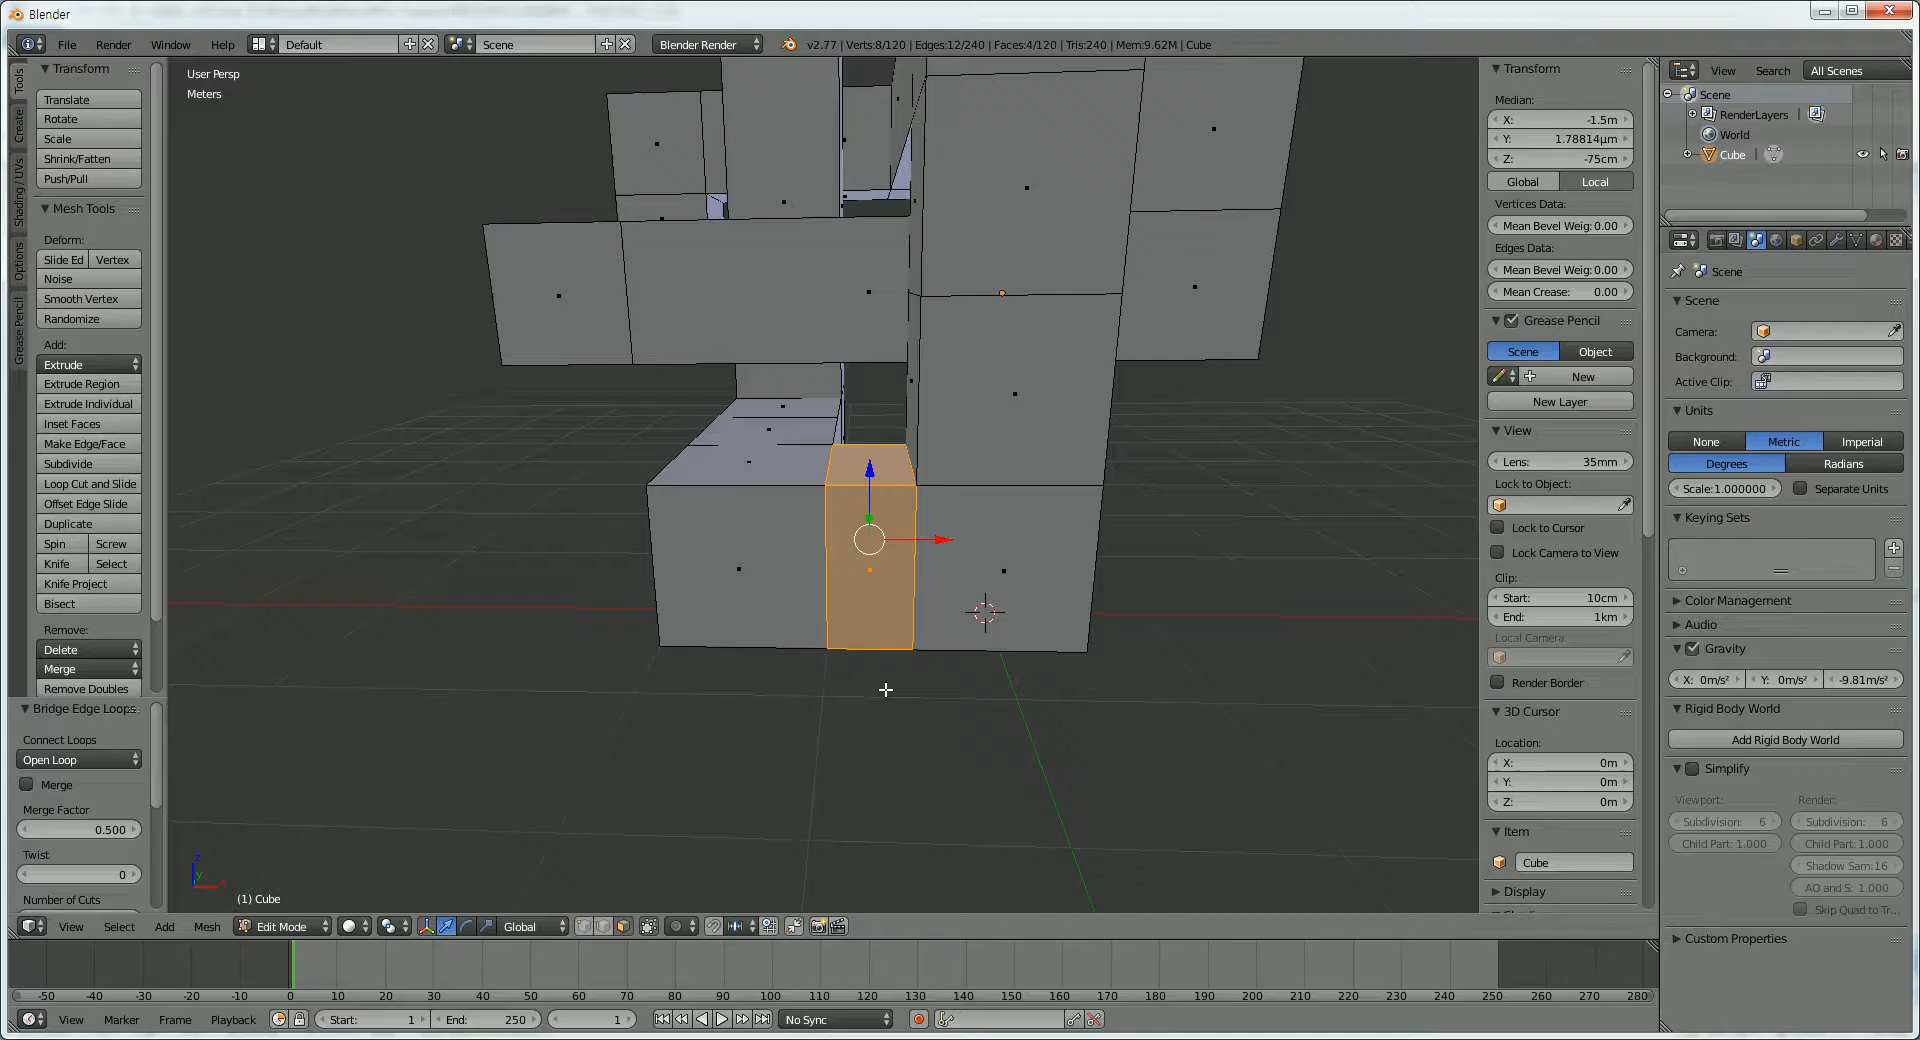 Blender
File Render Window Help Default Scene Blender Render v2.77 | Verts:8/120 | Edges:12/240 | Faces:4/120 | Tris:240 | Mem:9.62M | Cube
Tools
Create
Shading / UVs
Options
Grease Pencil
Transform
Translate
Rotate
Scale
Shrink/Fatten
Push/Pull
Mesh Tools
Deform:
Slide Ed Vertex
Noise
Smooth Vertex
Randomize
Add:
Extrude
Extrude Region
Extrude Individual
Inset Faces
Make Edge/Face
Subdivide
Loop Cut and Slide
Offset Edge Slide
Duplicate
Spin Screw
Knife Select
Knife Project
Bisect
Remove:
Delete
Merge
Remove Doubles
Bridge Edge Loops
Connect Loops
Open Loop
Merge
Merge Factor
0.500
Twist
0
Number of Cuts
User Persp
Meters
z
y
x
(1) Cube
Transform
Median:
X: -1.5m
Y: 1.78814µm
Z: -75cm
Global Local
Vertices Data:
Mean Bevel Weig: 0.00
Edges Data:
Mean Bevel Weig: 0.00
Mean Crease: 0.00
Grease Pencil
Scene Object
New
New Layer
View
Lens: 35mm
Lock to Object:
Lock to Cursor
Lock Camera to View
Clip:
Start: 10cm
End: 1km
Local Camera:
Render Border
3D Cursor
Location:
X: 0m
Y: 0m
Z: 0m
Item
Cube
Display
View Search All Scenes
Scene
RenderLayers
World
Cube
Scene
Scene
Camera:
Background:
Active Clip:
Units
None Metric Imperial
Degrees Radians
Scale:1.000000 Separate Units
Keying Sets
Color Management
Audio
Gravity
X: 0m/s² Y: 0m/s² -9.81m/s²
Rigid Body World
Add Rigid Body World
Simplify
Viewport: Render:
Subdivision: 6 Subdivision: 6
Child Part: 1.000 Child Part: 1.000
Shadow Sam:16
AO and S: 1.000
Skip Quad to Tr...
Custom Properties
View Select Add Mesh Edit Mode Global
-50 -40 -30 -20 -10 0 10 20 30 40 50 60 70 80 90 100 110 120 130 140 150 160 170 180 190 200 210 220 230 240 250 260 270 280
View Marker Frame Playback Start: 1 End: 250 1 No Sync